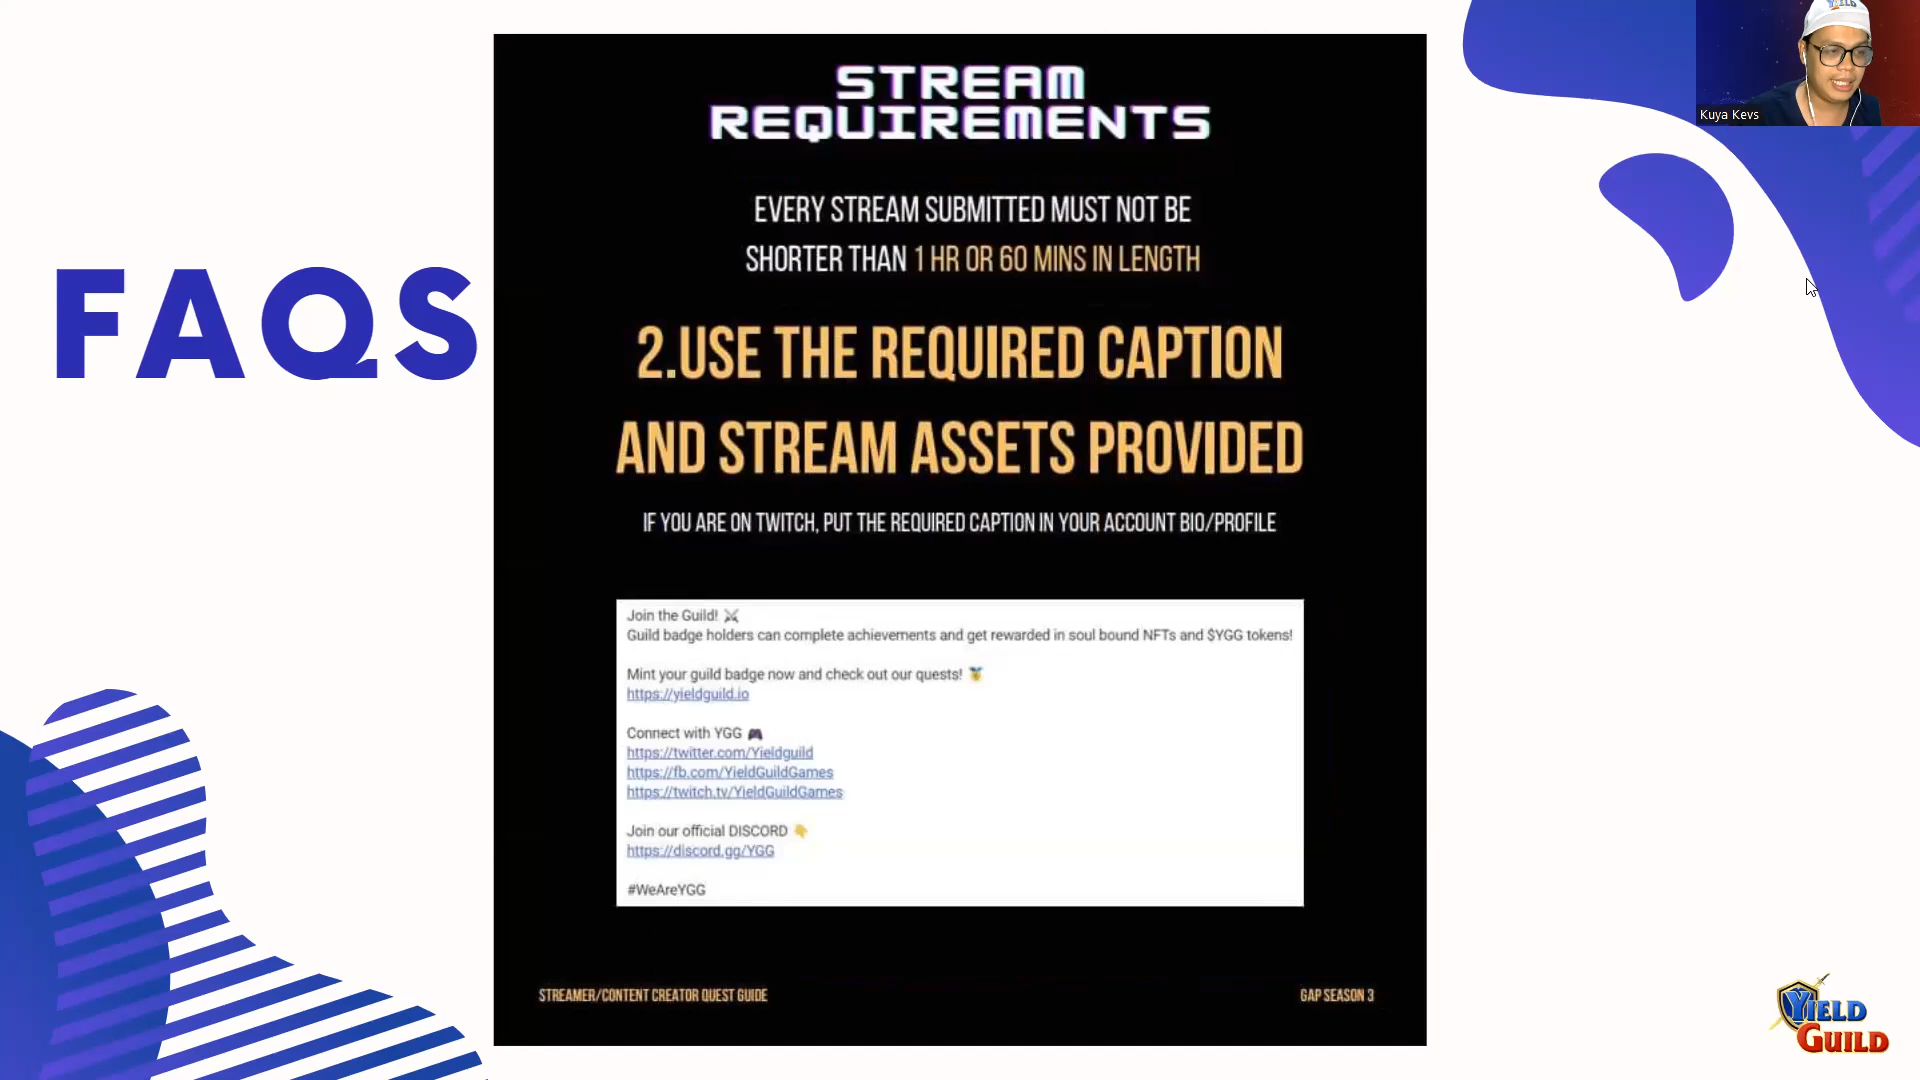 FAQS
STREAM
REQUIREMENTS
EVERY STREAM SUBMITTED MUST NOT BE
SHORTER THAN 1 HR OR 60 MINS IN LENGTH
2.USE THE REQUIRED CAPTION
AND STREAM ASSETS PROVIDED
IF YOU ARE ON TWITCH, PUT THE REQUIRED CAPTION IN YOUR ACCOUNT BIO/PROFILE
Join the Guild! ⚔
Guild badge holders can complete achievements and get rewarded in soul bound NFTs and $YGG tokens!
Mint your guild badge now and check out our quests! 🏅
https://yieldguild.io
Connect with YGG 🎮
https://twitter.com/Yieldguild
https://fb.com/YieldGuildGames
https://twitch.tv/YieldGuildGames
Join our official DISCORD 👇
https://discord.gg/YGG
#WeAreYGG
STREAMER/CONTENT CREATOR QUEST GUIDE
GAP SEASON 3
YIELD
Kuya Kevs
YIELD
GUILD